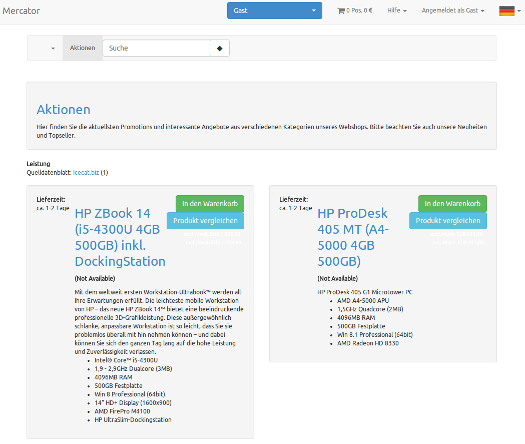 Mercator
Gast
0 Pos. 0 €
Hilfe
Angemeldet als Gast
Aktionen
Suche
Aktionen
Hier finden Sie die aktuellsten Promotions und interessante Angebote aus verschiedenen Kategorien unseres Webshops. Bitte beachten Sie auch unsere Neuheiten
und Topseller.
Leistung
Quelldatenblatt: icecat.biz (1)
Lieferzeit:
ca. 1-2 Tage
In den Warenkorb
Produkt vergleichen
HP ZBook 14
(i5-4300U 4GB
500GB) inkl.
DockingStation
(Not Available)
Mit dem weltweit ersten Workstation-Ultrabook™ werden all
Ihre Erwartungen erfüllt. Die leichteste mobile Workstation
von HP – das neue HP ZBook 14™ bietet eine beeindruckende
professionelle 3D-Grafikleistung. Diese außergewöhnlich
schlanke, anpassbare Workstation ist so leicht, dass Sie sie
problemlos überall mit hin nehmen können – und dabei
können Sie sich den ganzen Tag lang auf die hohe Leistung
und Zuverlässigkeit verlassen.
Intel® Core™ i5-4300U
1,9 - 2,9GHz Dualcore (3MB)
4096MB RAM
500GB Festplatte
Win 8 Professional (64bit)
14" HD+ Display (1600x900)
AMD FirePro M4100
HP UltraSlim-Dockingstation
Lieferzeit:
ca. 1-2 Tage
In den Warenkorb
Produkt vergleichen
HP ProDesk
405 MT (A4-
5000 4GB
500GB)
(Not Available)
HP ProDesk 405 G1 Microtower PC
AMD A4-5000 APU
1,5GHz Quadcore (2MB)
4096MB RAM
500GB Festplatte
Win 8.1 Professional (64bit)
AMD Radeon HD 8330